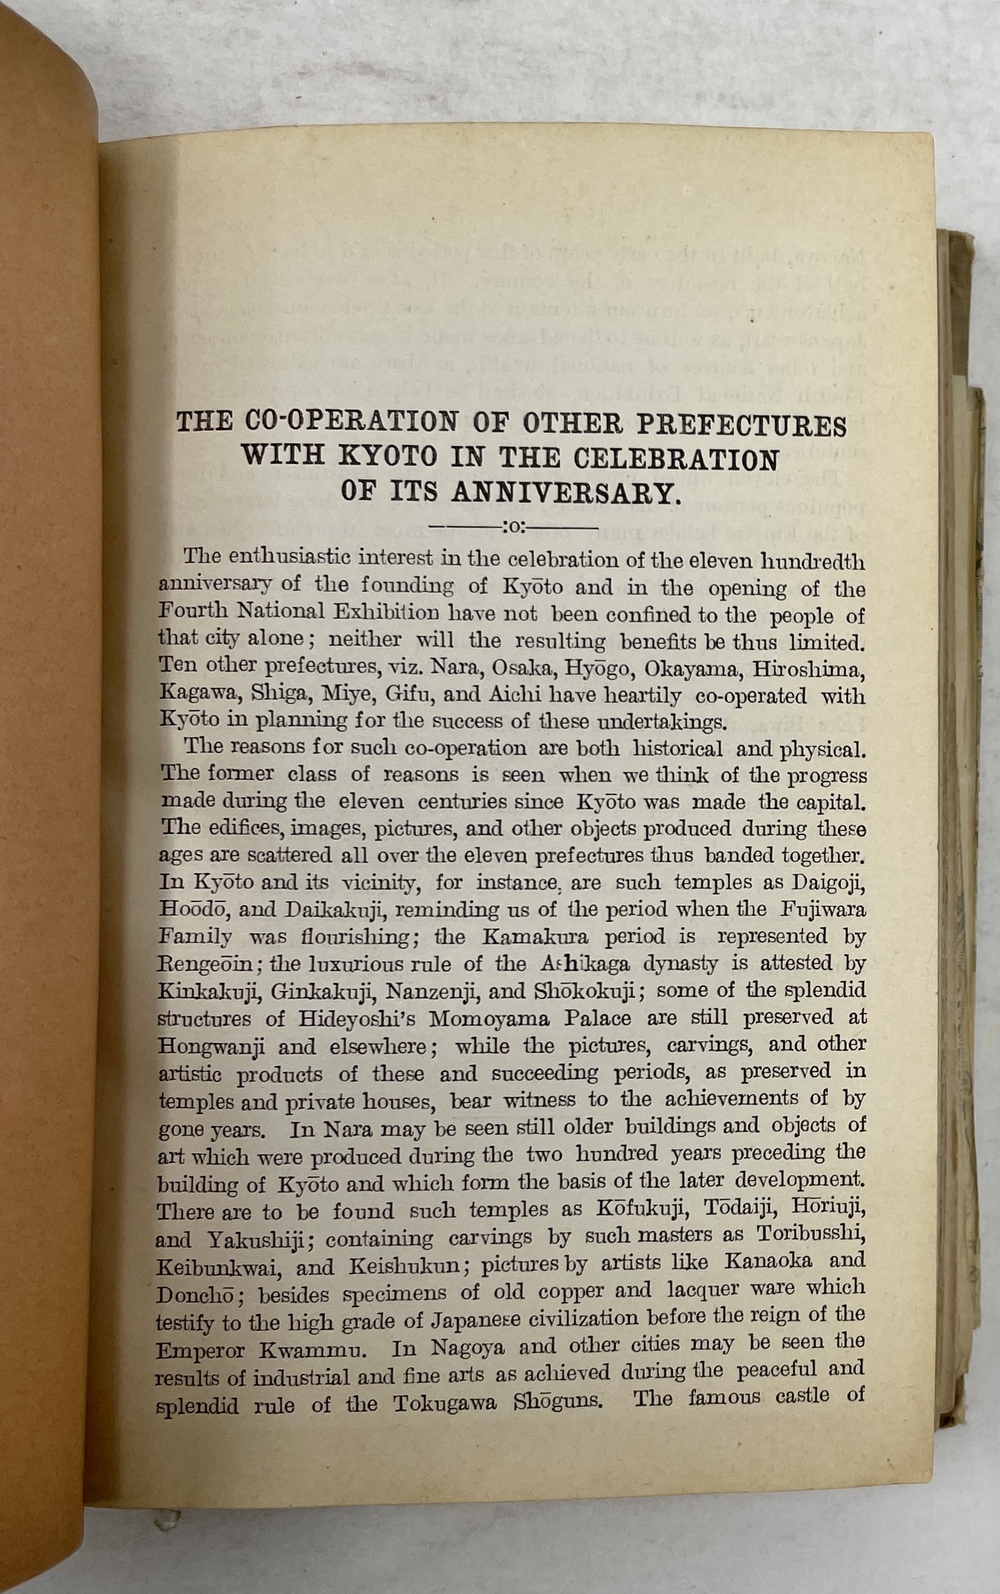 THE CO-OPERATION OF OTHER PREFECTURES
WITH KYOTO IN THE CELEBRATION
OF ITS ANNIVERSARY.
:o:
The enthusiastic interest in the celebration of the eleven hundredth
anniversary of the founding of Kyōto and in the opening of the
Fourth National Exhibition have not been confined to the people of
that city alone; neither will the resulting benefits be thus limited.
Ten other prefectures, viz. Nara, Osaka, Hyōgo, Okayama, Hiroshima,
Kagawa, Shiga, Miye, Gifu, and Aichi have heartily co-operated with
Kyōto in planning for the success of these undertakings.
The reasons for such co-operation are both historical and physical.
The former class of reasons is seen when we think of the progress
made during the eleven centuries since Kyōto was made the capital.
The edifices, images, pictures, and other objects produced during these
ages are scattered all over the eleven prefectures thus banded together.
In Kyōto and its vicinity, for instance, are such temples as Daigoji,
Hoōdō, and Daikakuji, reminding us of the period when the Fujiwara
Family was flourishing; the Kamakura period is represented by
Rengeōin; the luxurious rule of the Ashikaga dynasty is attested by
Kinkakuji, Ginkakuji, Nanzenji, and Shōkokuji; some of the splendid
structures of Hideyoshi's Momoyama Palace are still preserved at
Hongwanji and elsewhere; while the pictures, carvings, and other
artistic products of these and succeeding periods, as preserved in
temples and private houses, bear witness to the achievements of by
gone years. In Nara may be seen still older buildings and objects of
art which were produced during the two hundred years preceding the
building of Kyōto and which form the basis of the later development.
There are to be found such temples as Kōfukuji, Tōdaiji, Hōriuji,
and Yakushiji; containing carvings by such masters as Toribusshi,
Keibunkwai, and Keishukun; pictures by artists like Kanaoka and
Donchō; besides specimens of old copper and lacquer ware which
testify to the high grade of Japanese civilization before the reign of the
Emperor Kwammu. In Nagoya and other cities may be seen the
results of industrial and fine arts as achieved during the peaceful and
splendid rule of the Tokugawa Shōguns. The famous castle of